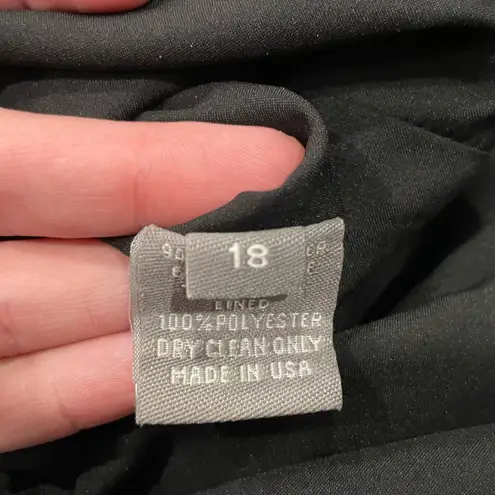 18
LINED
100% POLYESTER
DRY CLEAN ONLY
MADE IN USA